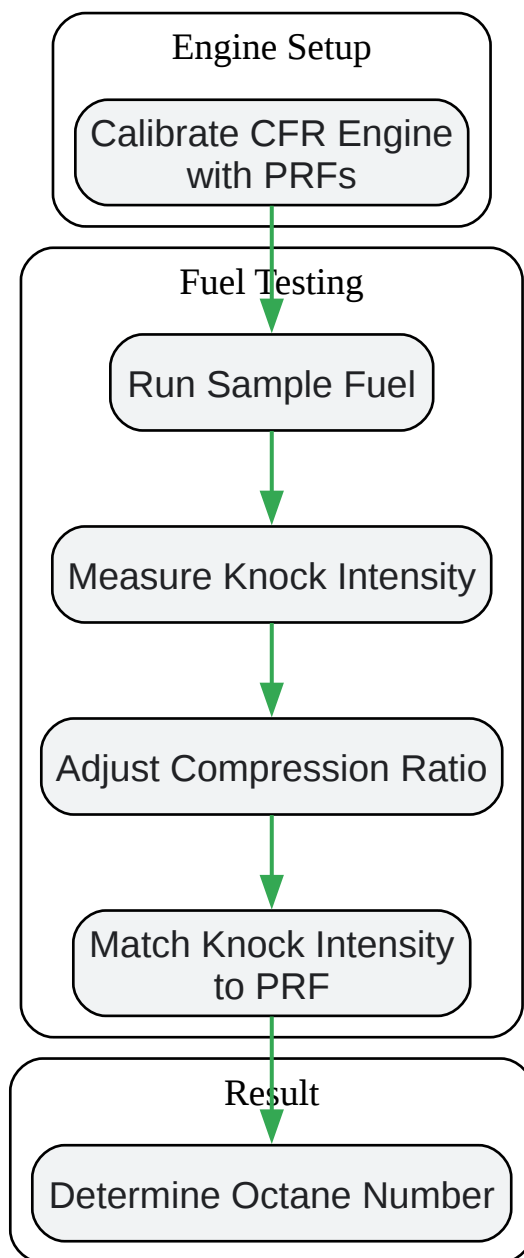 Engine Setup
Calibrate CFR Engine
with PRFs
Fuel Testing
Run Sample Fuel
Measure Knock Intensity
Adjust Compression Ratio
Match Knock Intensity
to PRF
Result
Determine Octane Number